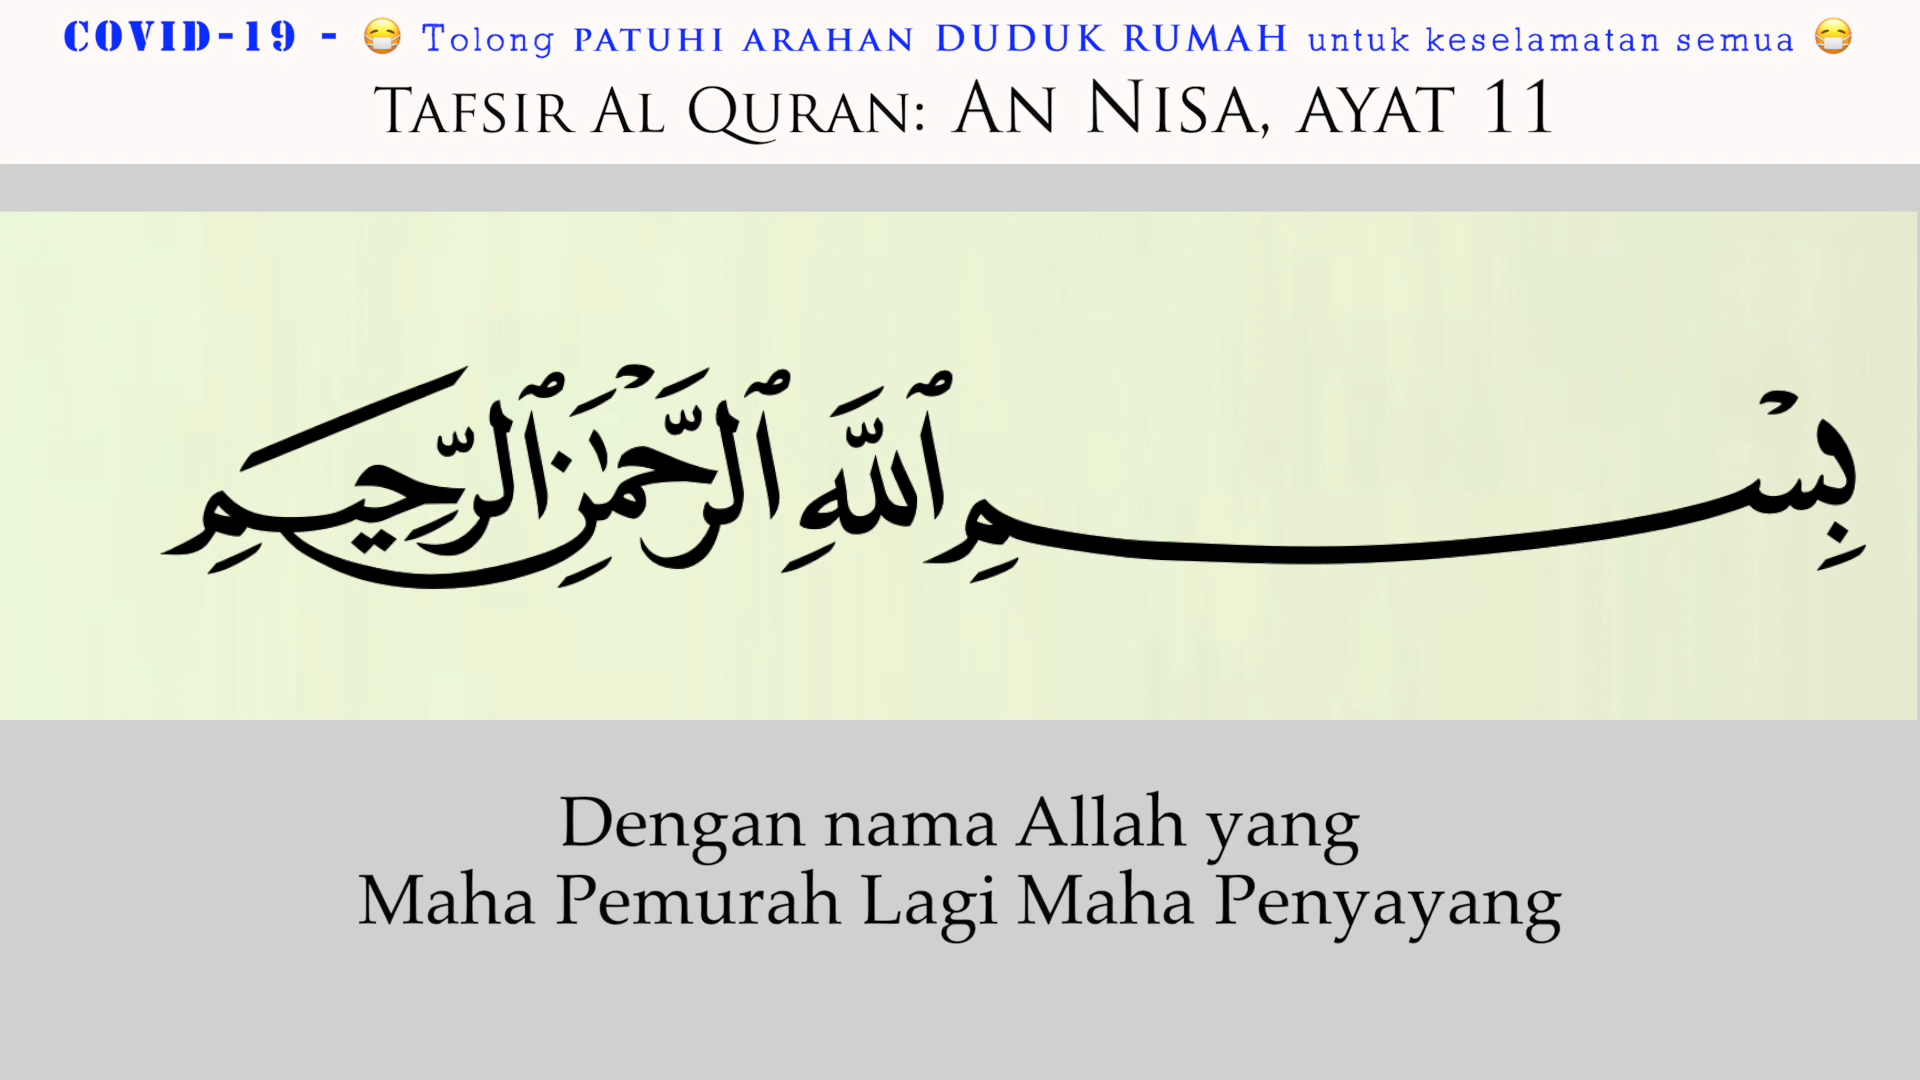 COVID-19 - 😷 Tolong PATUHI ARAHAN DUDUK RUMAH untuk keselamatan semua 😷
TAFSIR AL QURAN: AN NISA, AYAT 11
بِسْمِ ٱللَّهِ ٱلرَّحْمَٰنِ ٱلرَّحِيمِ
Dengan nama Allah yang
Maha Pemurah Lagi Maha Penyayang